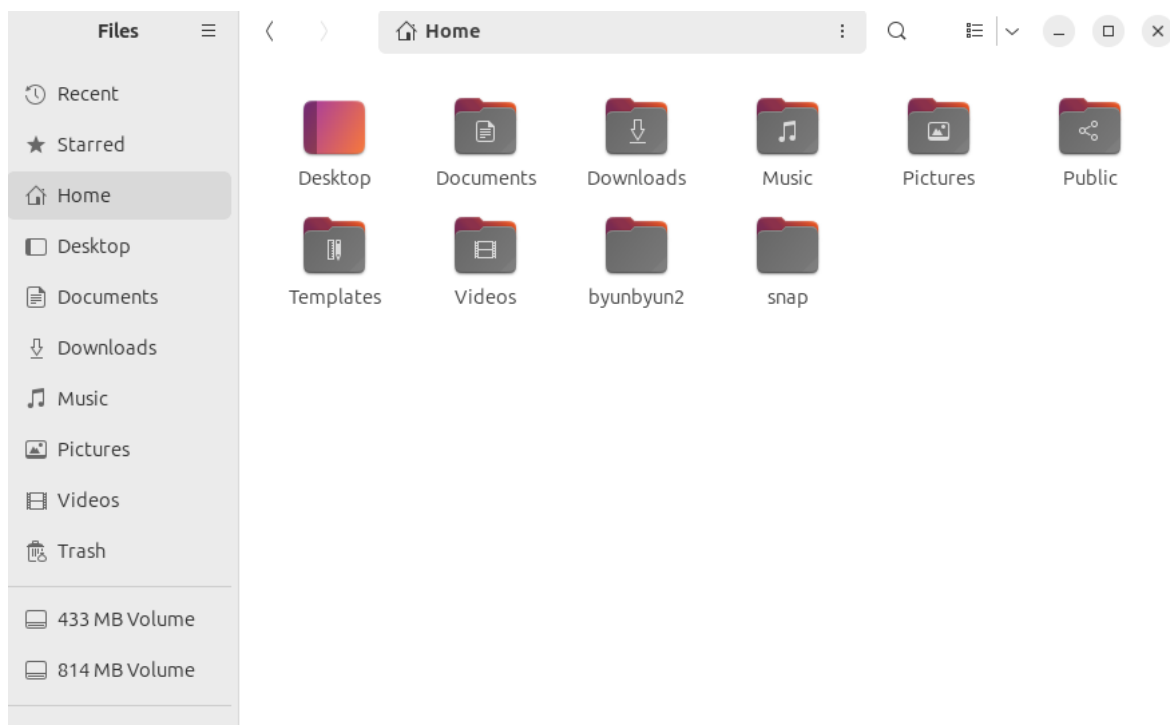 Files
Home
Recent
Starred
Home
Desktop
Documents
Downloads
Music
Pictures
Videos
Trash
433 MB Volume
814 MB Volume
Desktop Documents Downloads Music Pictures Public
Templates Videos byunbyun2 snap